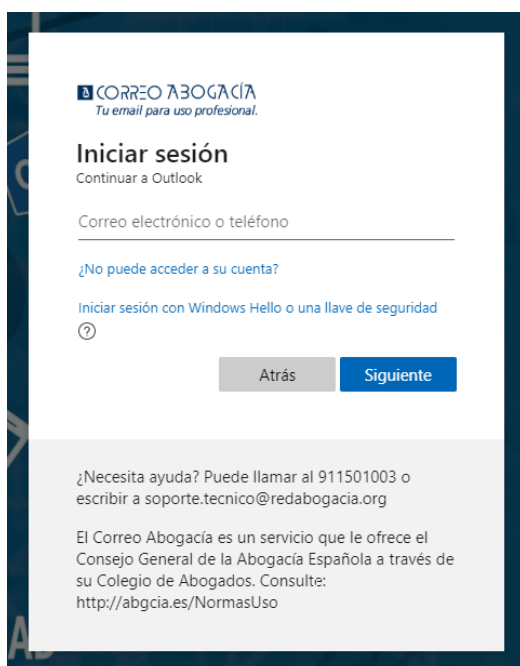 CORREO ABOGACÍA
Tu email para uso profesional.
Iniciar sesión
Continuar a Outlook
Correo electrónico o teléfono
¿No puede acceder a su cuenta?
Iniciar sesión con Windows Hello o una llave de seguridad
?
Atrás
Siguiente
¿Necesita ayuda? Puede llamar al 911501003 o
escribir a soporte.tecnico@redabogacia.org
El Correo Abogacía es un servicio que le ofrece el
Consejo General de la Abogacía Española a través de
su Colegio de Abogados. Consulte:
http://abgcia.es/NormasUso